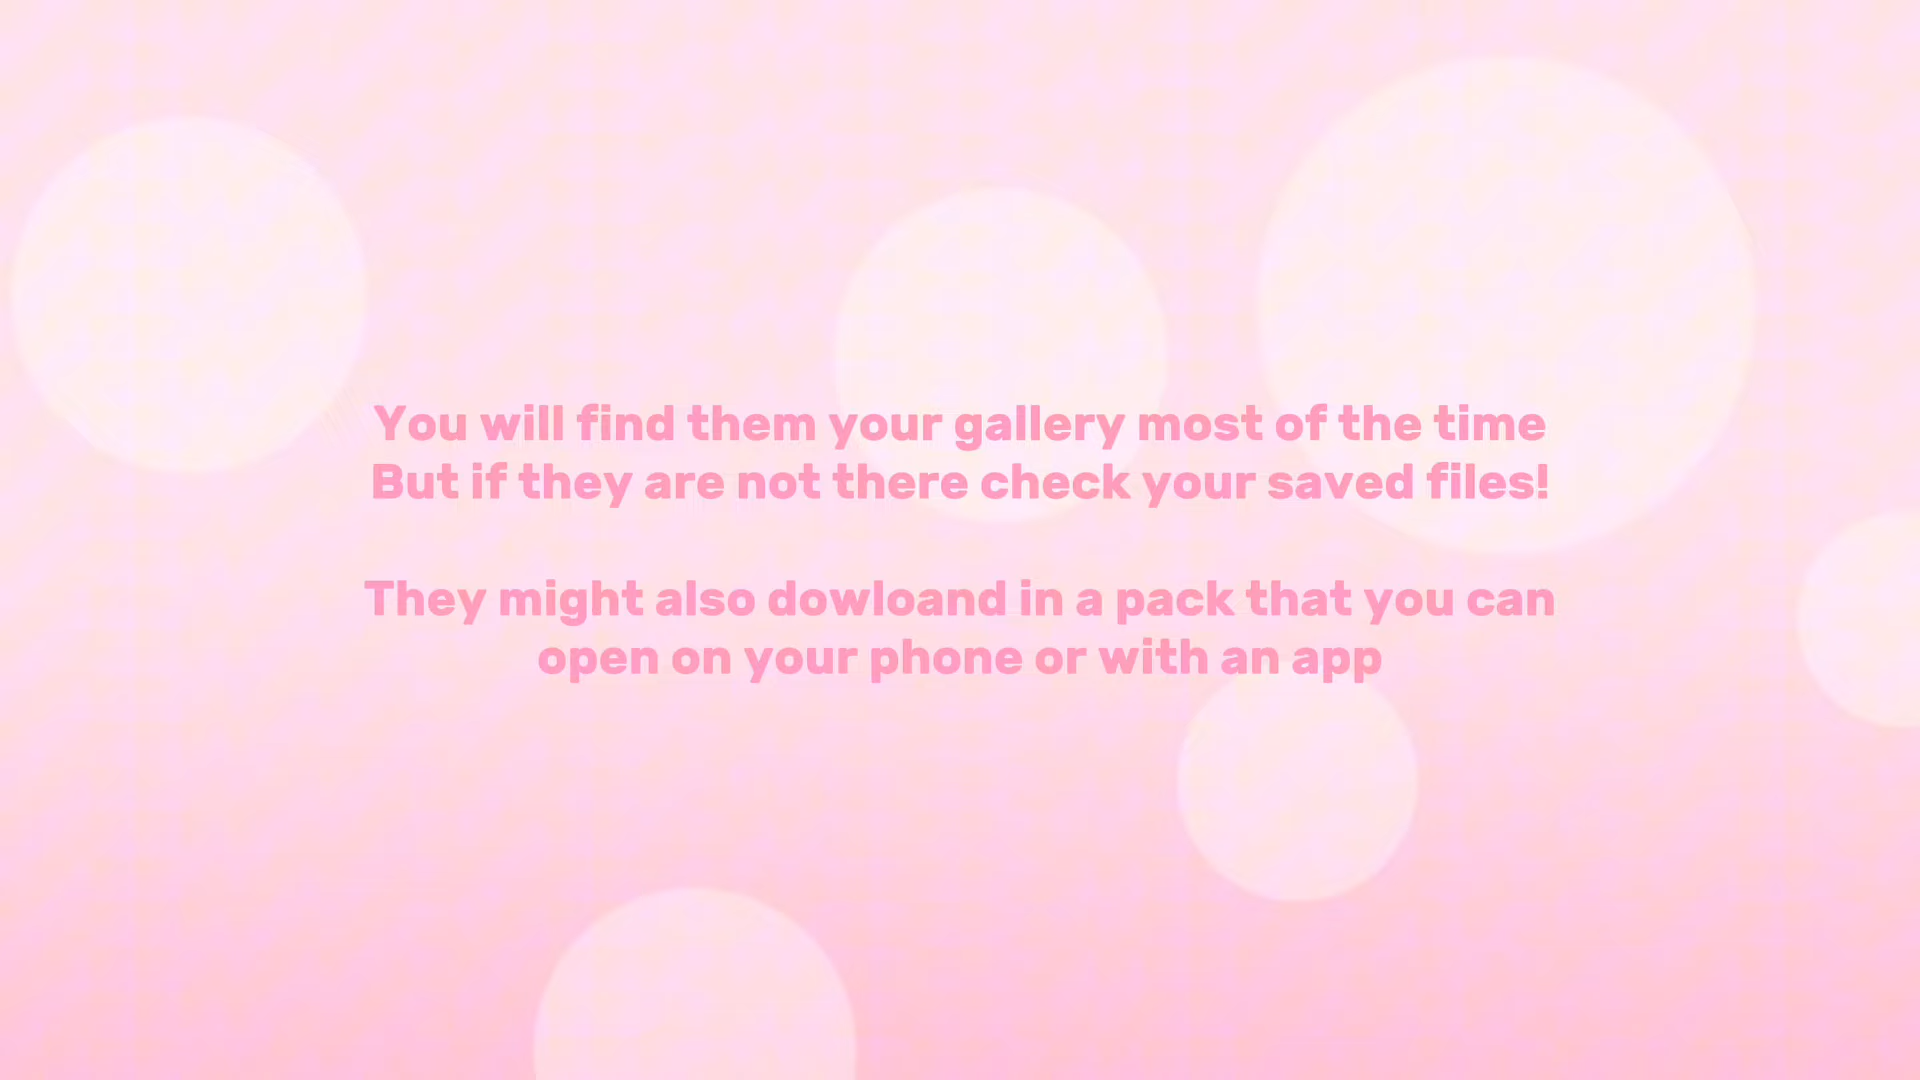 You will find them your gallery most of the time
But if they are not there check your saved files!
They might also dowloand in a pack that you can
open on your phone or with an app